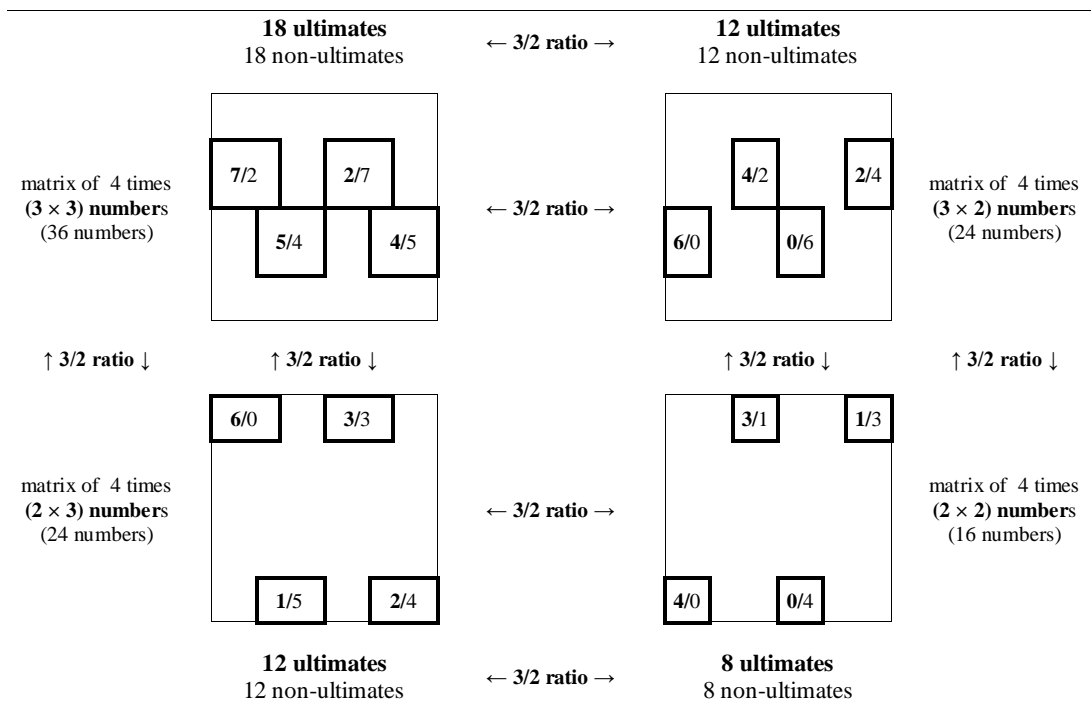 18 ultimates
18 non-ultimates
← 3/2 ratio →
12 ultimates
12 non-ultimates
matrix of 4 times
(3 × 3) numbers
(36 numbers)
7/2
2/7
5/4
4/5
← 3/2 ratio →
4/2
2/4
6/0
0/6
matrix of 4 times
(3 × 2) numbers
(24 numbers)
↑ 3/2 ratio ↓
↑ 3/2 ratio ↓
↑ 3/2 ratio ↓
↑ 3/2 ratio ↓
matrix of 4 times
(2 × 3) numbers
(24 numbers)
6/0
3/3
1/5
2/4
← 3/2 ratio →
3/1
1/3
4/0
0/4
matrix of 4 times
(2 × 2) numbers
(16 numbers)
12 ultimates
12 non-ultimates
← 3/2 ratio →
8 ultimates
8 non-ultimates